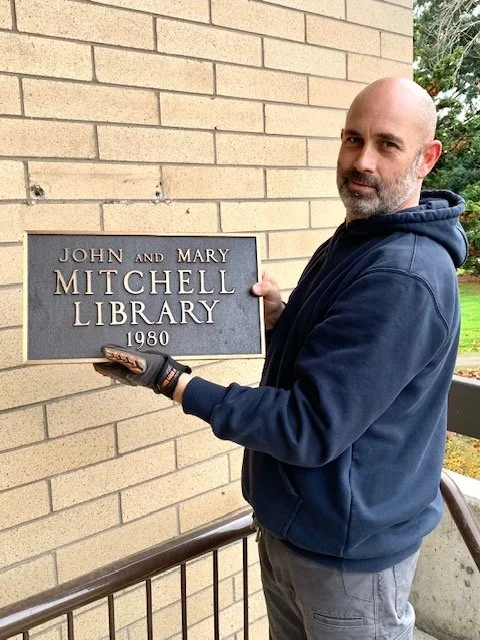 JOHN AND MARY
MITCHELL
LIBRARY
1980